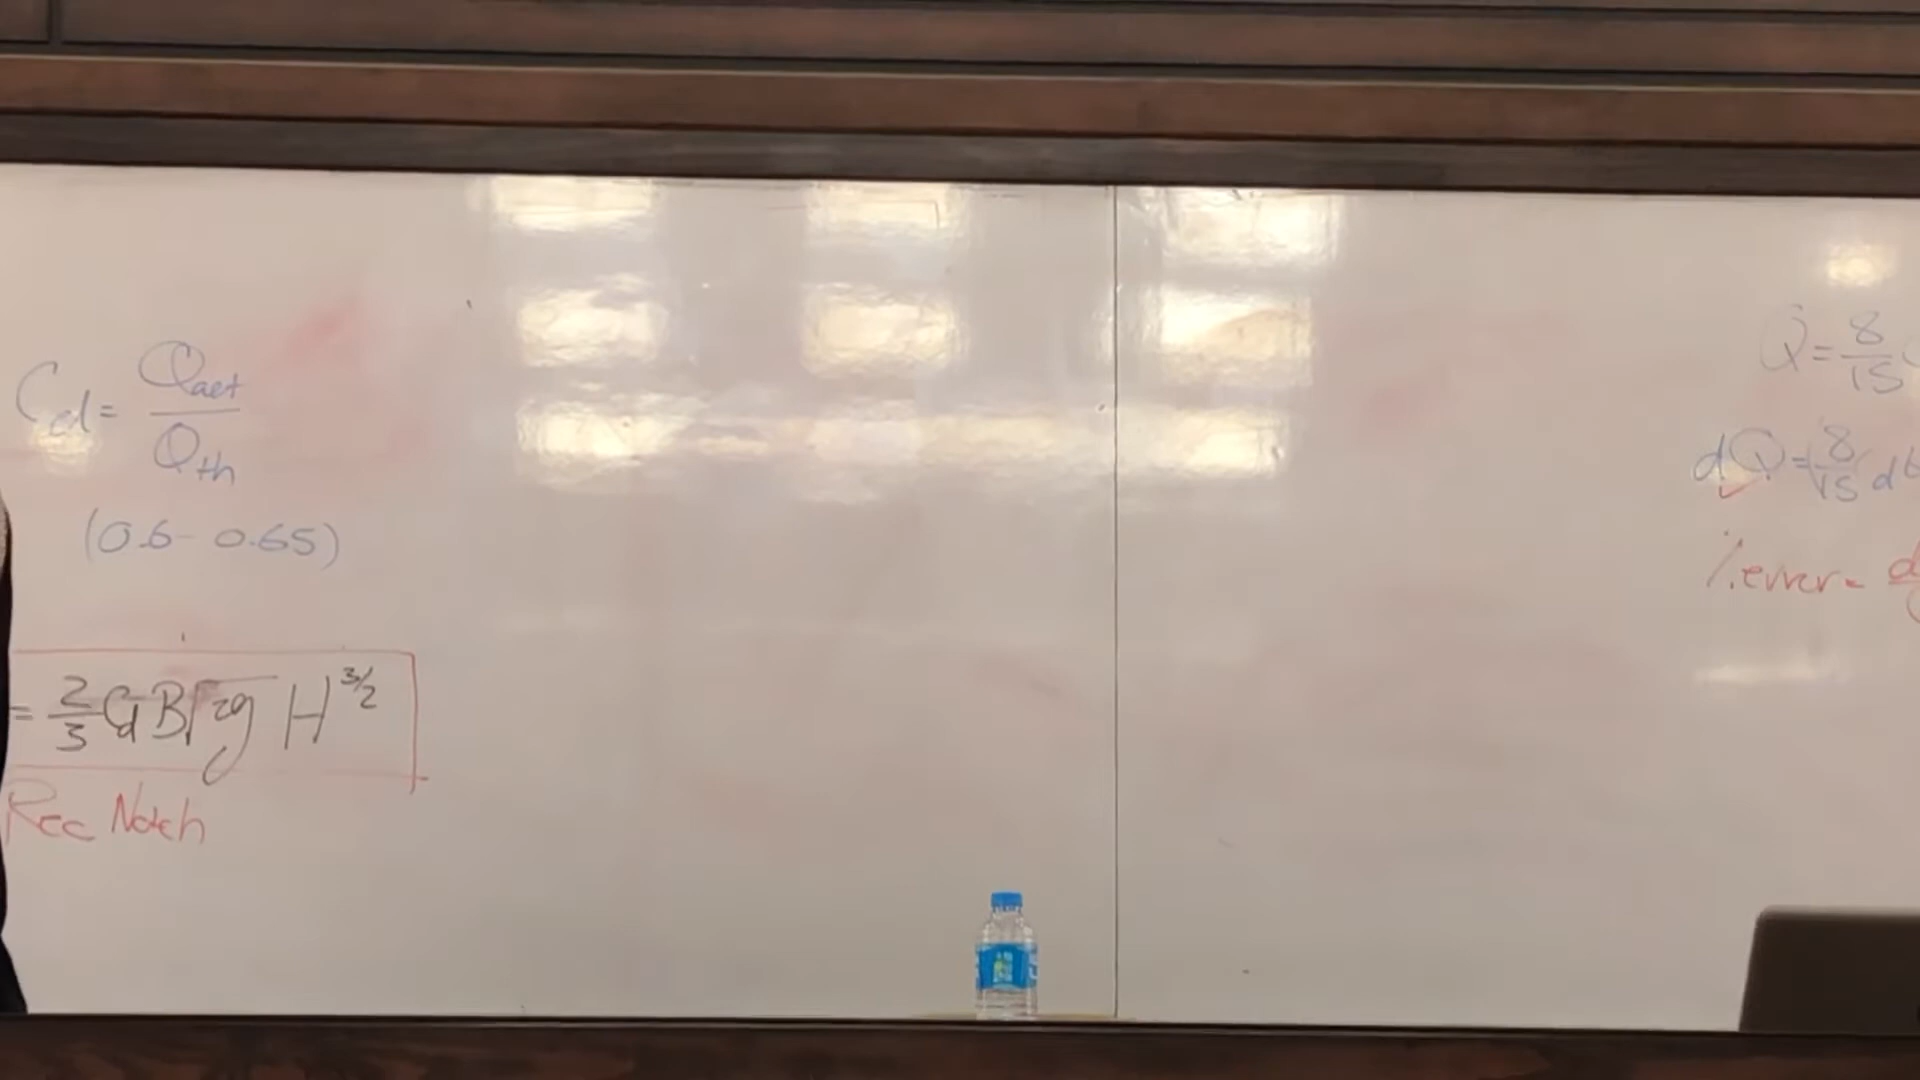 Cd = Qact / Qth
(0.6 - 0.65)
= 2/3 Cd B √2g H^3/2
Rec Notch
Q = 8/15
dQ = 8/15 d
%error =